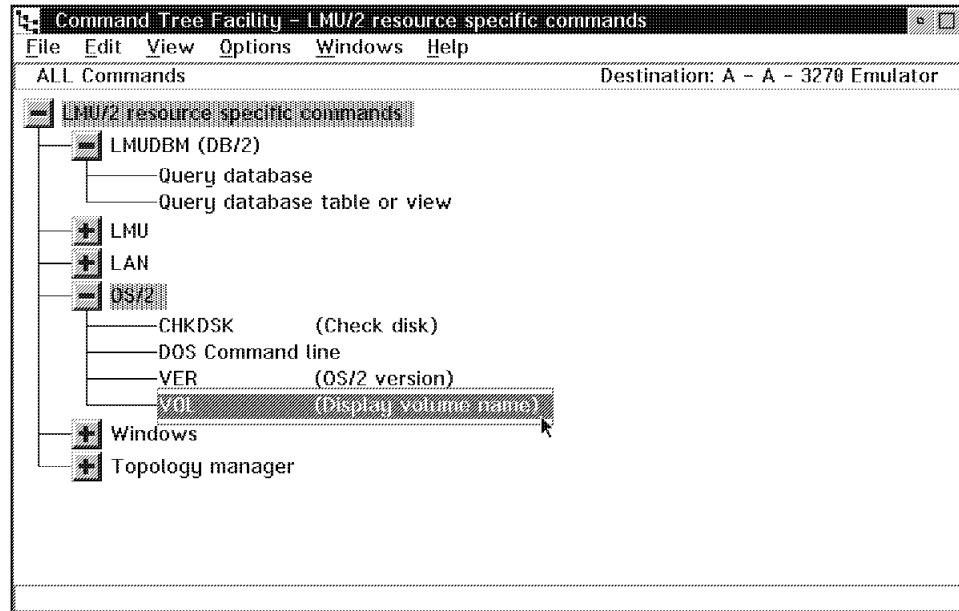 Command Tree Facility - LMU/2 resource specific commands
File Edit View Options Windows Help
ALL Commands Destination: A - A - 3270 Emulator
LMU/2 resource specific commands
LMUDBM (DB/2)
Query database
Query database table or view
LMU
LAN
OS/2
CHKDSK (Check disk)
DOS Command line
VER (OS/2 version)
VOL (Display volume name)
Windows
Topology manager